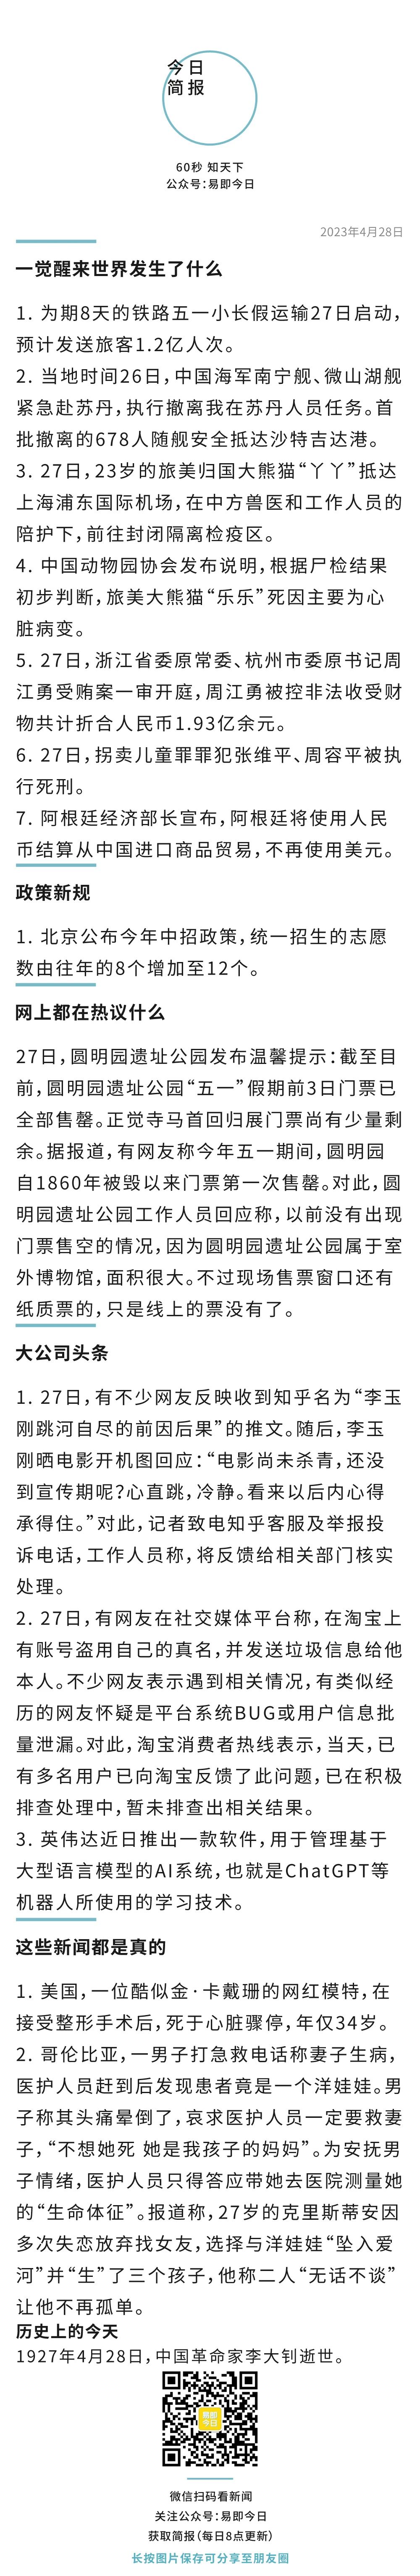 今日
简报
60秒 知天下
公众号：易即今日
2023年4月28日
一觉醒来世界发生了什么
1. 为期8天的铁路五一小长假运输27日启动，
预计发送旅客1.2亿人次。
2. 当地时间26日，中国海军南宁舰、微山湖舰
紧急赴苏丹，执行撤离我在苏丹人员任务。首
批撤离的678人随舰安全抵达沙特吉达港。
3. 27日，23岁的旅美归国大熊猫“丫丫”抵达
上海浦东国际机场，在中方兽医和工作人员的
陪护下，前往封闭隔离检疫区。
4. 中国动物园协会发布说明，根据尸检结果
初步判断，旅美大熊猫“乐乐”死因主要为心
脏病变。
5. 27日，浙江省委原常委、杭州市委原书记周
江勇受贿案一审开庭，周江勇被控非法收受财
物共计折合人民币1.93亿余元。
6. 27日，拐卖儿童罪罪犯张维平、周容平被执
行死刑。
7. 阿根廷经济部长宣布，阿根廷将使用人民
币结算从中国进口商品贸易，不再使用美元。
政策新规
1. 北京公布今年中招政策，统一招生的志愿
数由往年的8个增加至12个。
网上都在热议什么
27日，圆明园遗址公园发布温馨提示：截至目
前，圆明园遗址公园“五一”假期前3日门票已
全部售罄。正觉寺马首回归展门票尚有少量剩
余。据报道，有网友称今年五一期间，圆明园
自1860年被毁以来门票第一次售罄。对此，圆
明园遗址公园工作人员回应称，以前没有出现
门票售空的情况，因为圆明园遗址公园属于室
外博物馆，面积很大。不过现场售票窗口还有
纸质票的，只是线上的票没有了。
大公司头条
1. 27日，有不少网友反映收到知乎名为“李玉
刚跳河自尽的前因后果”的推文。随后，李玉
刚晒电影开机图回应：“电影尚未杀青，还没
到宣传期呢？心直跳，冷静。看来以后内心得
承得住。”对此，记者致电知乎客服及举报投
诉电话，工作人员称，将反馈给相关部门核实
处理。
2. 27日，有网友在社交媒体平台称，在淘宝上
有账号盗用自己的真名，并发送垃圾信息给他
本人。不少网友表示遇到相关情况，有类似经
历的网友怀疑是平台系统BUG或用户信息批
量泄漏。对此，淘宝消费者热线表示，当天，已
有多名用户已向淘宝反馈了此问题，已在积极
排查处理中，暂未排查出相关结果。
3. 英伟达近日推出一款软件，用于管理基于
大型语言模型的AI系统，也就是ChatGPT等
机器人所使用的学习技术。
这些新闻都是真的
1. 美国，一位酷似金·卡戴珊的网红模特，在
接受整形手术后，死于心脏骤停，年仅34岁。
2. 哥伦比亚，一男子打急救电话称妻子生病，
医护人员赶到后发现患者竟是一个洋娃娃。男
子称其头痛晕倒了，哀求医护人员一定要救妻
子，“不想她死 她是我孩子的妈妈”。为安抚男
子情绪，医护人员只得答应带她去医院测量她
的“生命体征”。报道称，27岁的克里斯蒂安因
多次失恋放弃找女友，选择与洋娃娃“坠入爱
河”并“生”了三个孩子，他称二人“无话不谈”
让他不再孤单。
历史上的今天
1927年4月28日，中国革命家李大钊逝世。
易即
今日
微信扫码看新闻
关注公众号：易即今日
获取简报（每日8点更新）
长按图片保存可分享至朋友圈